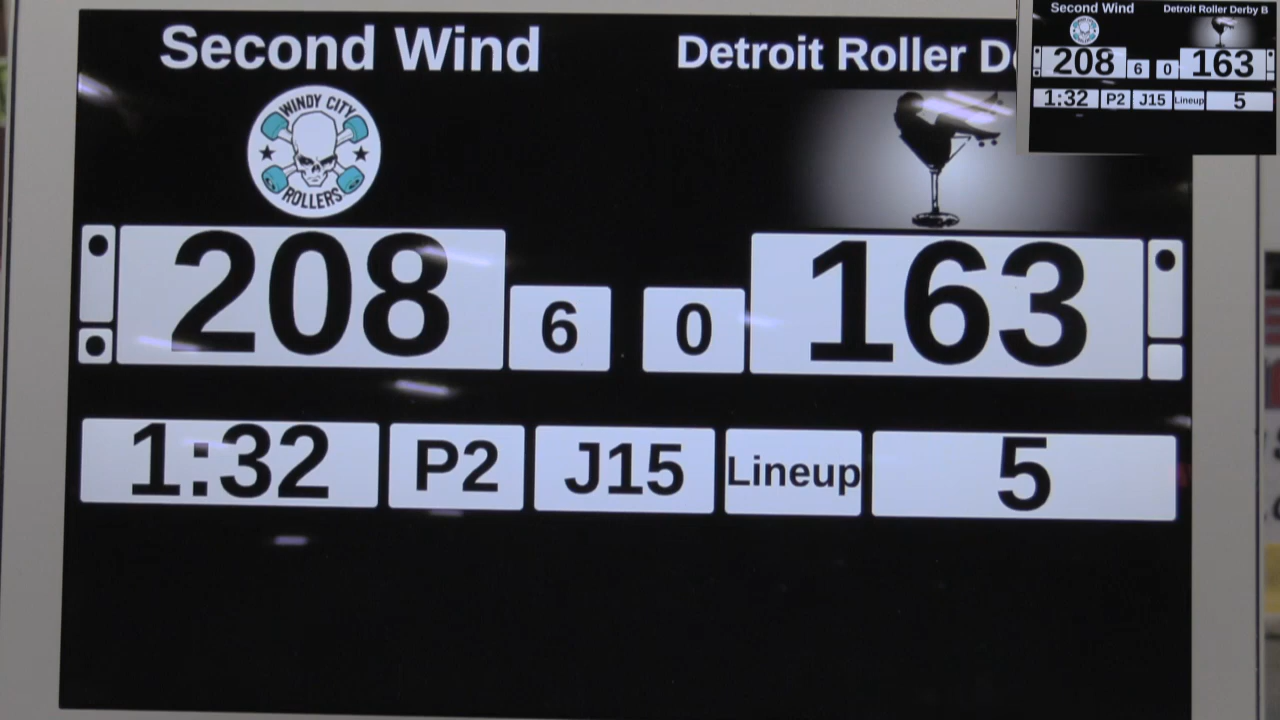 Second Wind
Detroit Roller De
WINDY CITY
ROLLERS
208
6
0
163
1:32
P2
J15
Lineup
5
Second Wind
Detroit Roller Derby B
208
6
0
163
1:32
P2
J15
Lineup
5